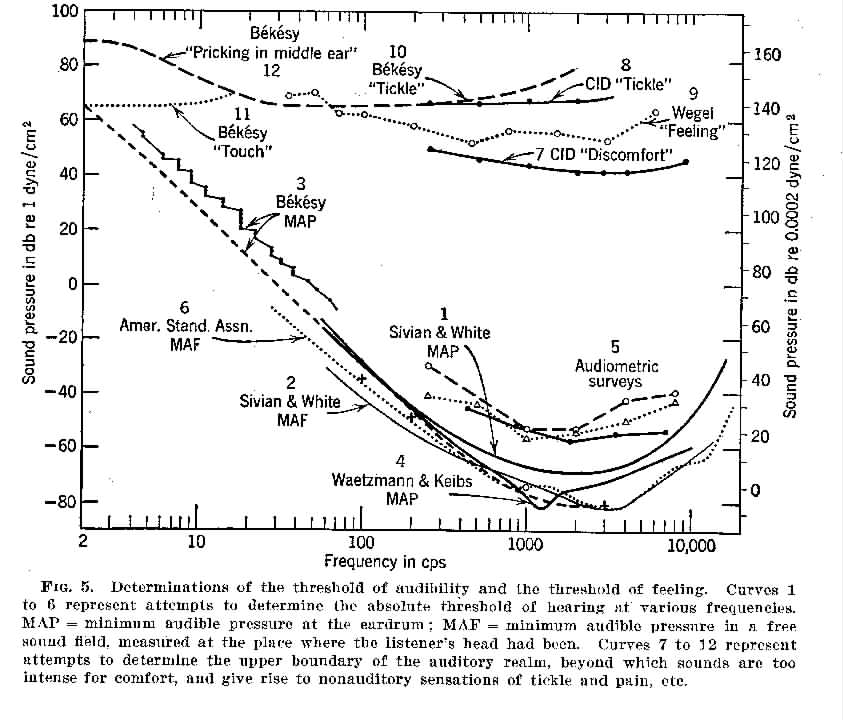 100
80
60
40
20
0
−20
−40
−60
−80
Sound pressure in db re 1 dyne/cm²
160
140
120
100
80
60
40
20
0
Sound pressure in db re 0.0002 dyne/cm²
Békésy
"Pricking in middle ear"
12
10
Békésy
"Tickle"
8
CID "Tickle"
9
Wegel
"Feeling"
11
Békésy
"Touch"
7 CID "Discomfort"
3
Békésy
MAP
6
Amer. Stand. Assn.
MAF
1
Sivian & White
MAP
5
Audiometric
surveys
2
Sivian & White
MAF
4
Waetzmann & Keibs
MAP
2 10 100 1000 10,000
Frequency in cps
FIG. 5. Determinations of the threshold of audibility and the threshold of feeling. Curves 1
to 6 represent attempts to determine the absolute threshold of hearing at various frequencies.
MAP = minimum audible pressure at the eardrum; MAF = minimum audible pressure in a free
sound field, measured at the place where the listener's head had been. Curves 7 to 12 represent
attempts to determine the upper boundary of the auditory realm, beyond which sounds are too
intense for comfort, and give rise to nonauditory sensations of tickle and pain, etc.